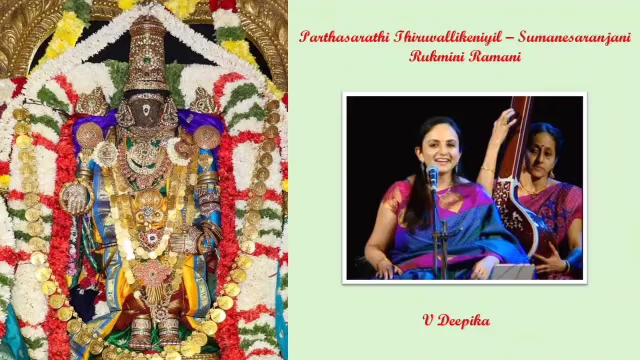 Parthasarathi Thiruvallikeniyil – Sumanesaranjani
Rukmini Ramani
V Deepika